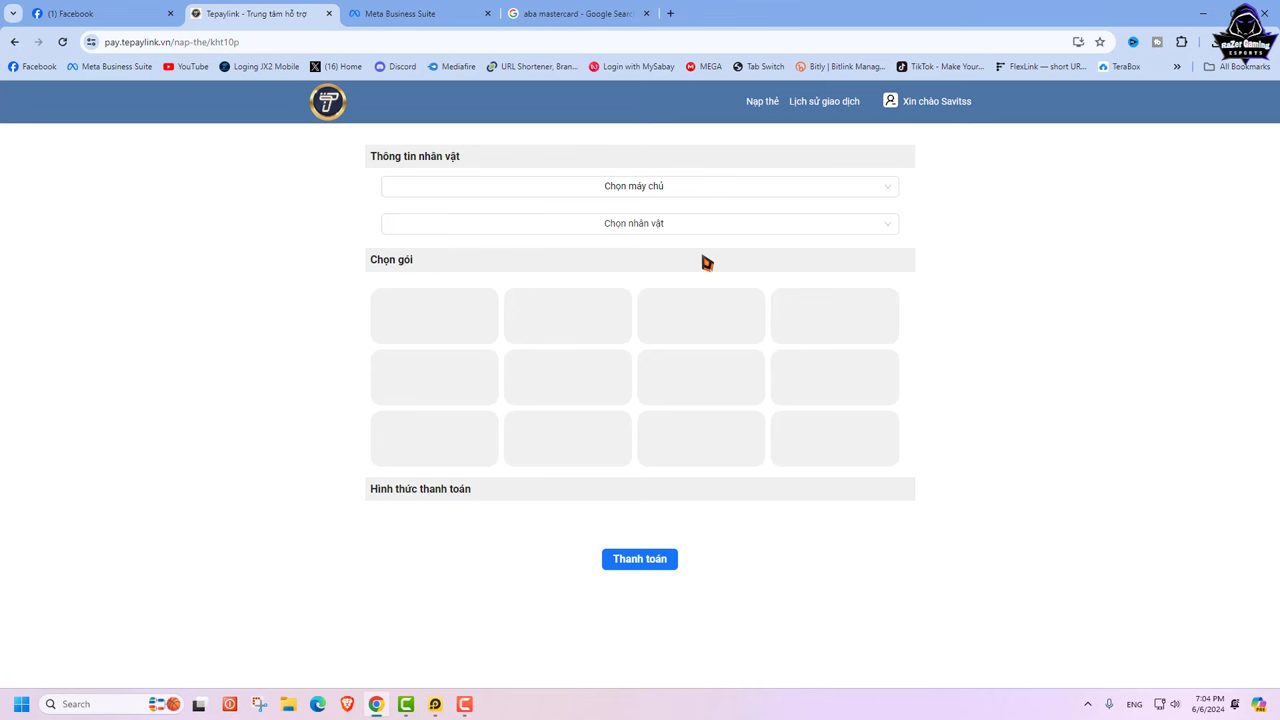 (1) Facebook
Tepaylink - Trung tâm hỗ trợ
Meta Business Suite
aba mastercard - Google Searc
pay.tepaylink.vn/nap-the/kht10p
RaZer Gaming
ESPORTS
Facebook
Meta Business Suite
YouTube
Loging JX2 Mobile
(16) Home
Discord
Mediafire
URL Shortener, Bran...
Login with MySabay
MEGA
Tab Switch
Bitly | Bitlink Manag...
TikTok - Make Your...
FlexLink — short UR...
TeraBox
»
All Bookmarks
Nạp thẻ
Lịch sử giao dịch
Xin chào Savitss
Thông tin nhân vật
Chọn máy chủ
Chọn nhân vật
Chọn gói
Hình thức thanh toán
Thanh toán
Search
ENG
7:04 PM
6/6/2024